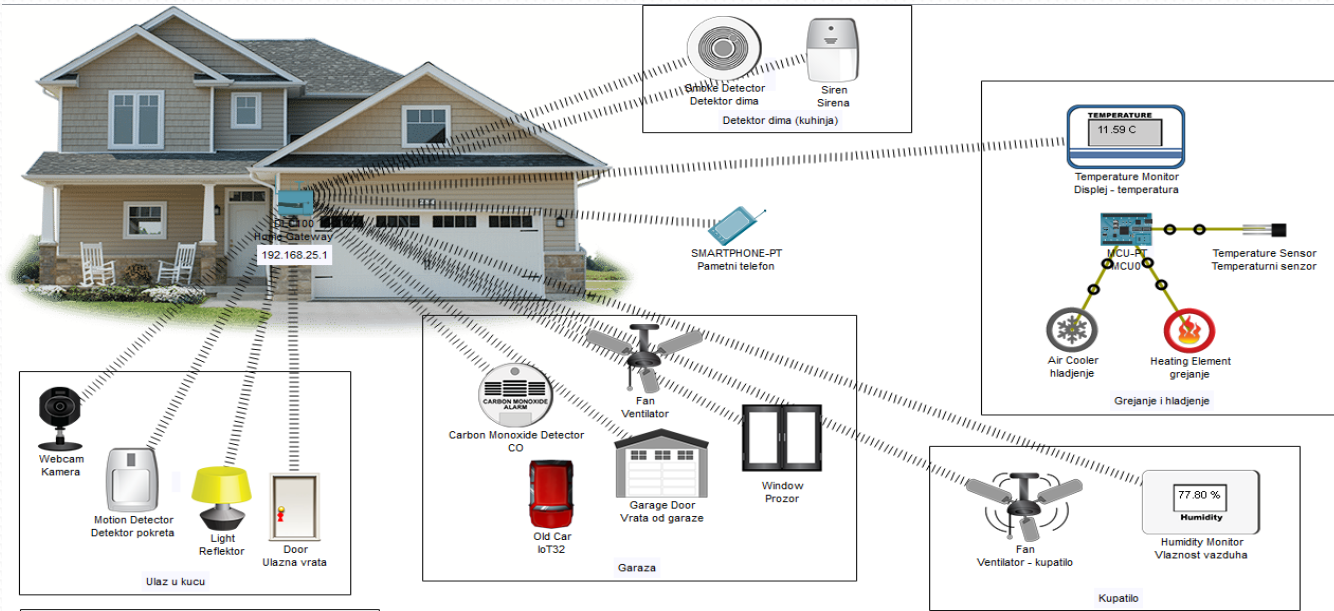 Smoke Detector
Detektor dima
Siren
Sirena
Detektor dima (kuhinja)
TEMPERATURE
11.59 C
Temperature Monitor
Displej - temperatura
MCU-PT
MCU0
Temperature Sensor
Temperaturni senzor
Air Cooler
hladjenje
Heating Element
grejanje
Grejanje i hladjenje
Home Gateway
192.168.25.1
SMARTPHONE-PT
Pametni telefon
Webcam
Kamera
Motion Detector
Detektor pokreta
Light
Reflektor
Door
Ulazna vrata
Ulaz u kucu
CARBON MONOXIDE
ALARM
Carbon Monoxide Detector
CO
Fan
Ventilator
Old Car
IoT32
Garage Door
Vrata od garaze
Window
Prozor
Garaza
Fan
Ventilator - kupatilo
77.80 %
Humidity
Humidity Monitor
Vlaznost vazduha
Kupatilo